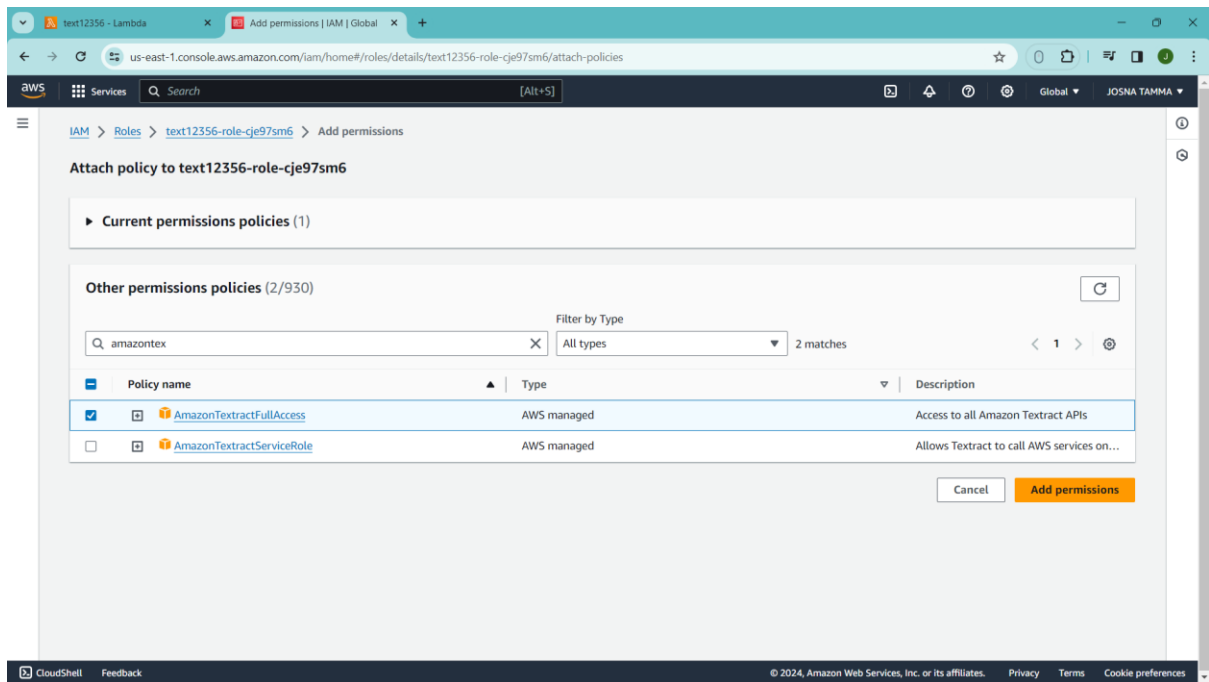 text12356 - Lambda
Add permissions | IAM | Global
us-east-1.console.aws.amazon.com/iam/home#/roles/details/text12356-role-cje97sm6/attach-policies
J
aws Services Search [Alt+S] Global JOSNA TAMMA
IAM > Roles > text12356-role-cje97sm6 > Add permissions
Attach policy to text12356-role-cje97sm6
Current permissions policies (1)
Other permissions policies (2/930)
Filter by Type
amazontex All types 2 matches 1
Policy name Type Description
AmazonTextractFullAccess AWS managed Access to all Amazon Textract APIs
AmazonTextractServiceRole AWS managed Allows Textract to call AWS services on...
Cancel Add permissions
CloudShell Feedback © 2024, Amazon Web Services, Inc. or its affiliates. Privacy Terms Cookie preferences